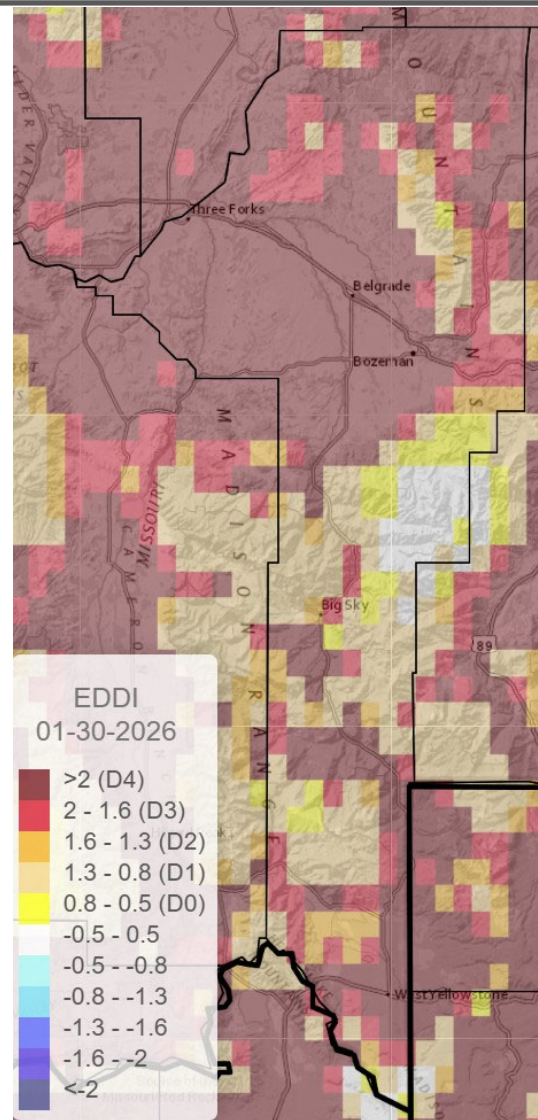 M
O
U
N
T
A
I
N
S
DER VALLEY
Three Forks
Belgrade
Bozeman
MADISON RANGE
MISSOURI
CAMERON
Big Sky
89
West Yellowstone
EDDI
01-30-2026
>2 (D4)
2 - 1.6 (D3)
1.6 - 1.3 (D2)
1.3 - 0.8 (D1)
0.8 - 0.5 (D0)
-0.5 - 0.5
-0.5 - -0.8
-0.8 - -1.3
-1.3 - -1.6
-1.6 - -2
<-2